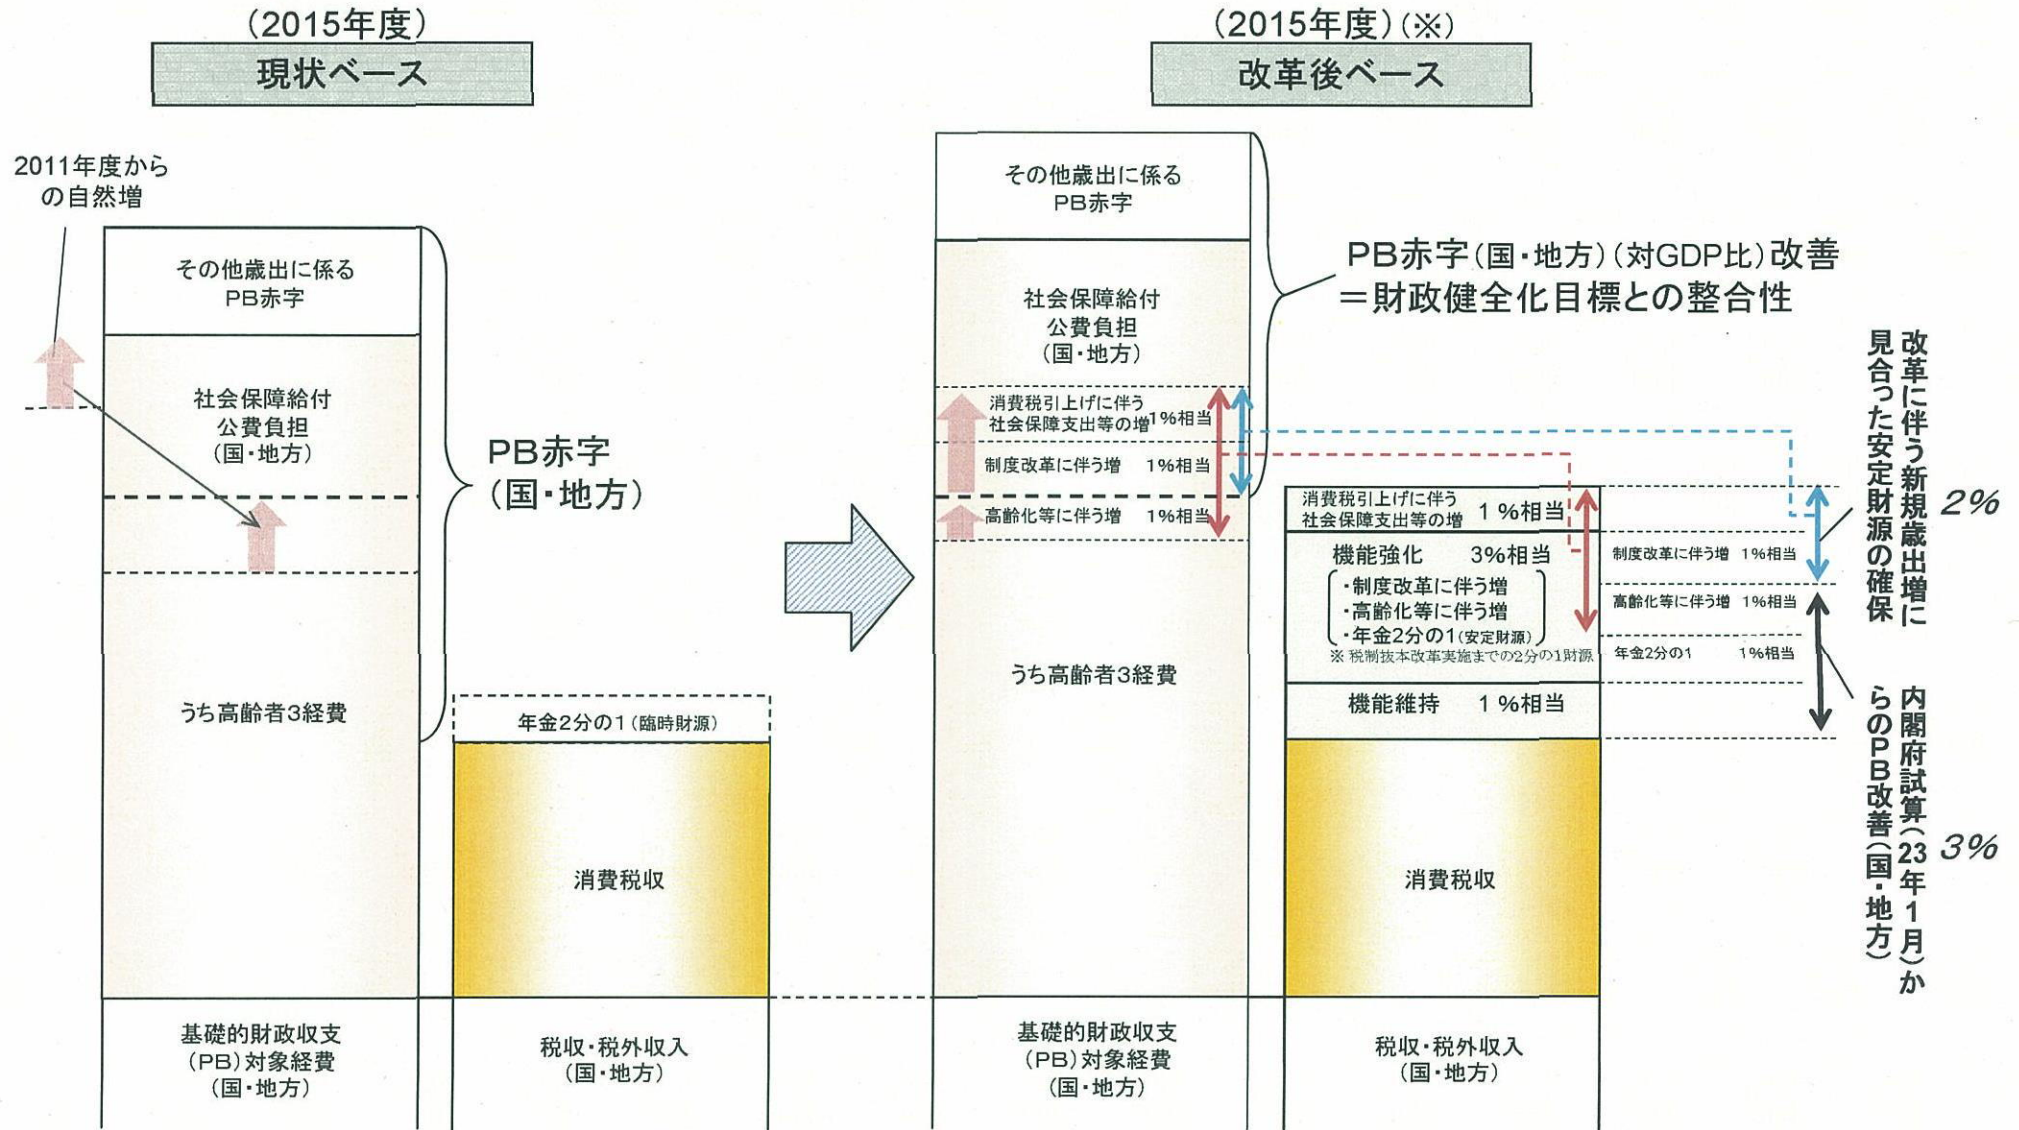 (2015年度)
現状ベース
2011年度から
の自然増
その他歳出に係る
PB赤字
社会保障給付
公費負担
(国・地方)
うち高齢者3経費
PB赤字
(国・地方)
年金2分の1(臨時財源)
消費税収
基礎的財政収支
(PB)対象経費
(国・地方)
税収・税外収入
(国・地方)
(2015年度)(※)
改革後ベース
その他歳出に係る
PB赤字
社会保障給付
公費負担
(国・地方)
消費税引上げに伴う
社会保障支出等の増 1%相当
制度改革に伴う増 1%相当
高齢化等に伴う増 1%相当
うち高齢者3経費
PB赤字(国・地方)(対GDP比)改善
=財政健全化目標との整合性
消費税引上げに伴う
社会保障支出等の増 1%相当
機能強化 3%相当
・制度改革に伴う増
・高齢化等に伴う増
・年金2分の1(安定財源)
※ 税制抜本改革実施までの2分の1財源
機能維持 1%相当
消費税収
制度改革に伴う増 1%相当
高齢化等に伴う増 1%相当
年金2分の1 1%相当
改革に伴う新規歳出増に
見合った安定財源の確保
2%
内閣府試算(23年1月)か
らのPB改善(国・地方)
3%
基礎的財政収支
(PB)対象経費
(国・地方)
税収・税外収入
(国・地方)